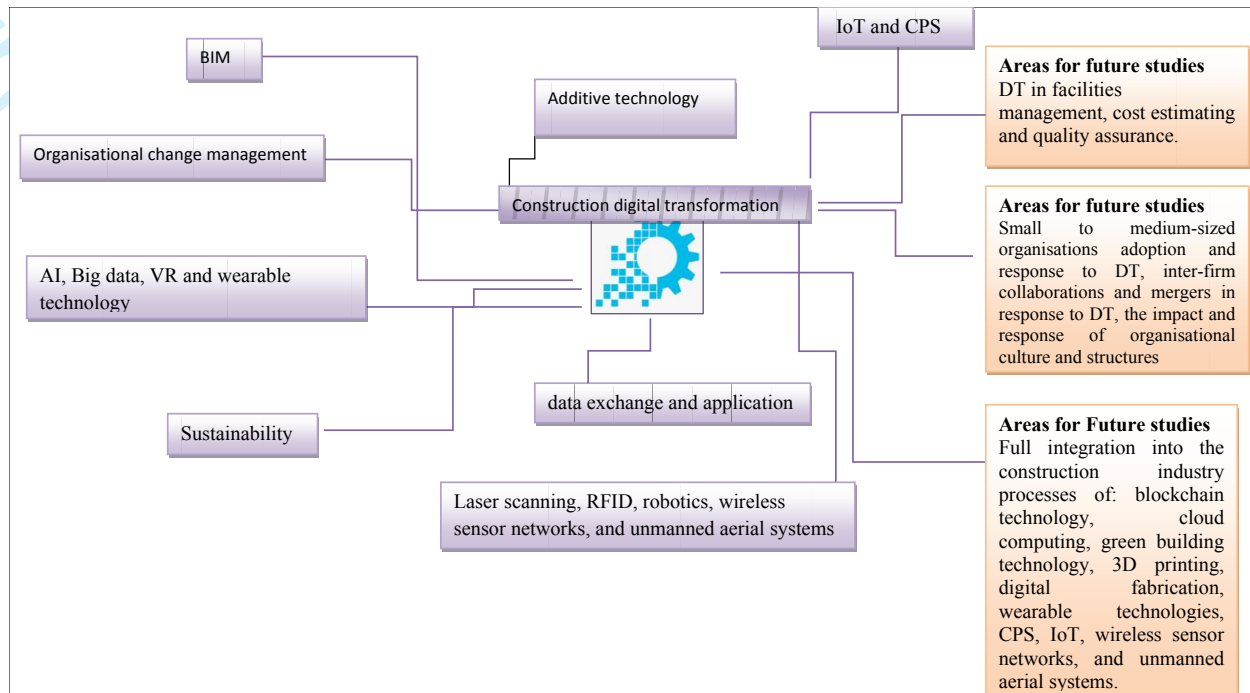 IoT and CPS
BIM
Additive technology
Organisational change management
Construction digital transformation
AI, Big data, VR and wearable
technology
data exchange and application
Sustainability
Laser scanning, RFID, robotics, wireless
sensor networks, and unmanned aerial systems
Areas for future studies
DT in facilities
management, cost estimating
and quality assurance.
Areas for future studies
Small to medium-sized
organisations adoption and
response to DT, inter-firm
collaborations and mergers in
response to DT, the impact and
response of organisational
culture and structures
Areas for Future studies
Full integration into the
construction industry
processes of: blockchain
technology, cloud
computing, green building
technology, 3D printing,
digital fabrication,
wearable technologies,
CPS, IoT, wireless sensor
networks, and unmanned
aerial systems.